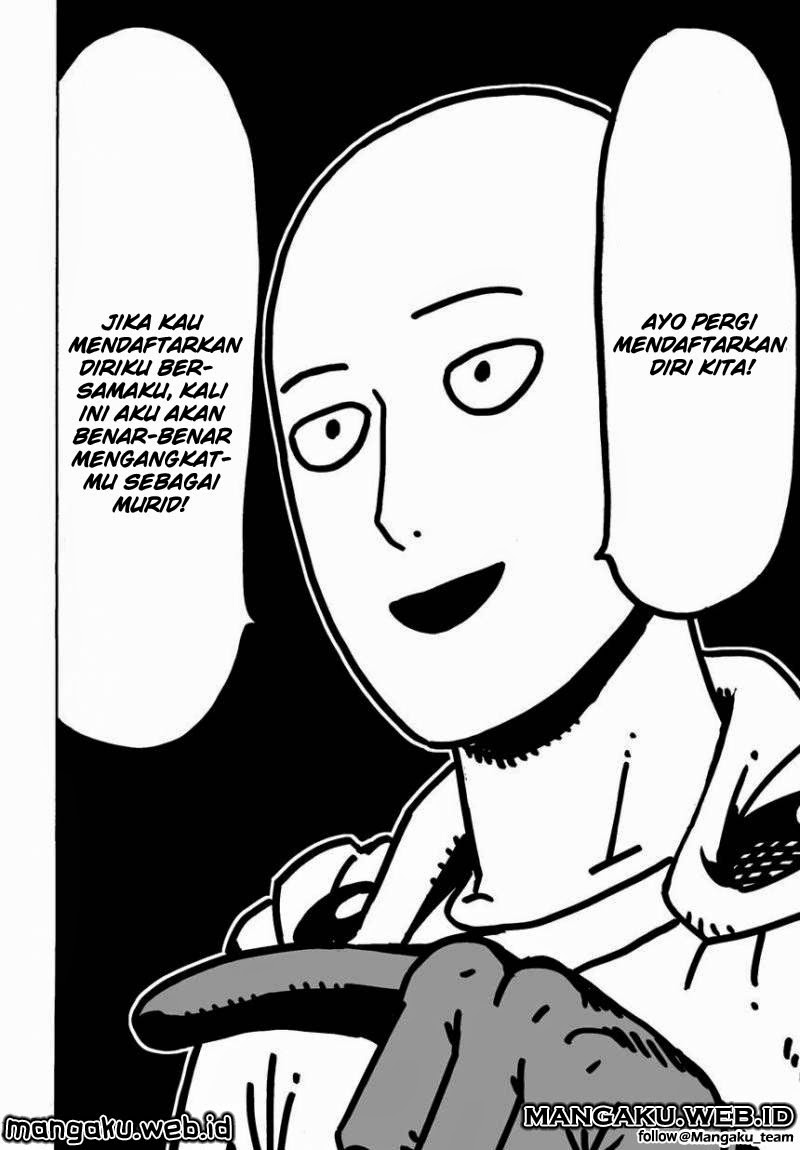 AYO PERGI
MENDAFTARKAN
DIRI KITA!
JIKA KAU
MENDAFTARKAN
DIRIKU BER-
SAMAKU, KALI
INI AKU AKAN
BENAR-BENAR
MENGANGKAT-
MU SEBAGAI
MURID!
mangaku.web.id
MANGAKU.WEB.ID
follow @Mangaku_team